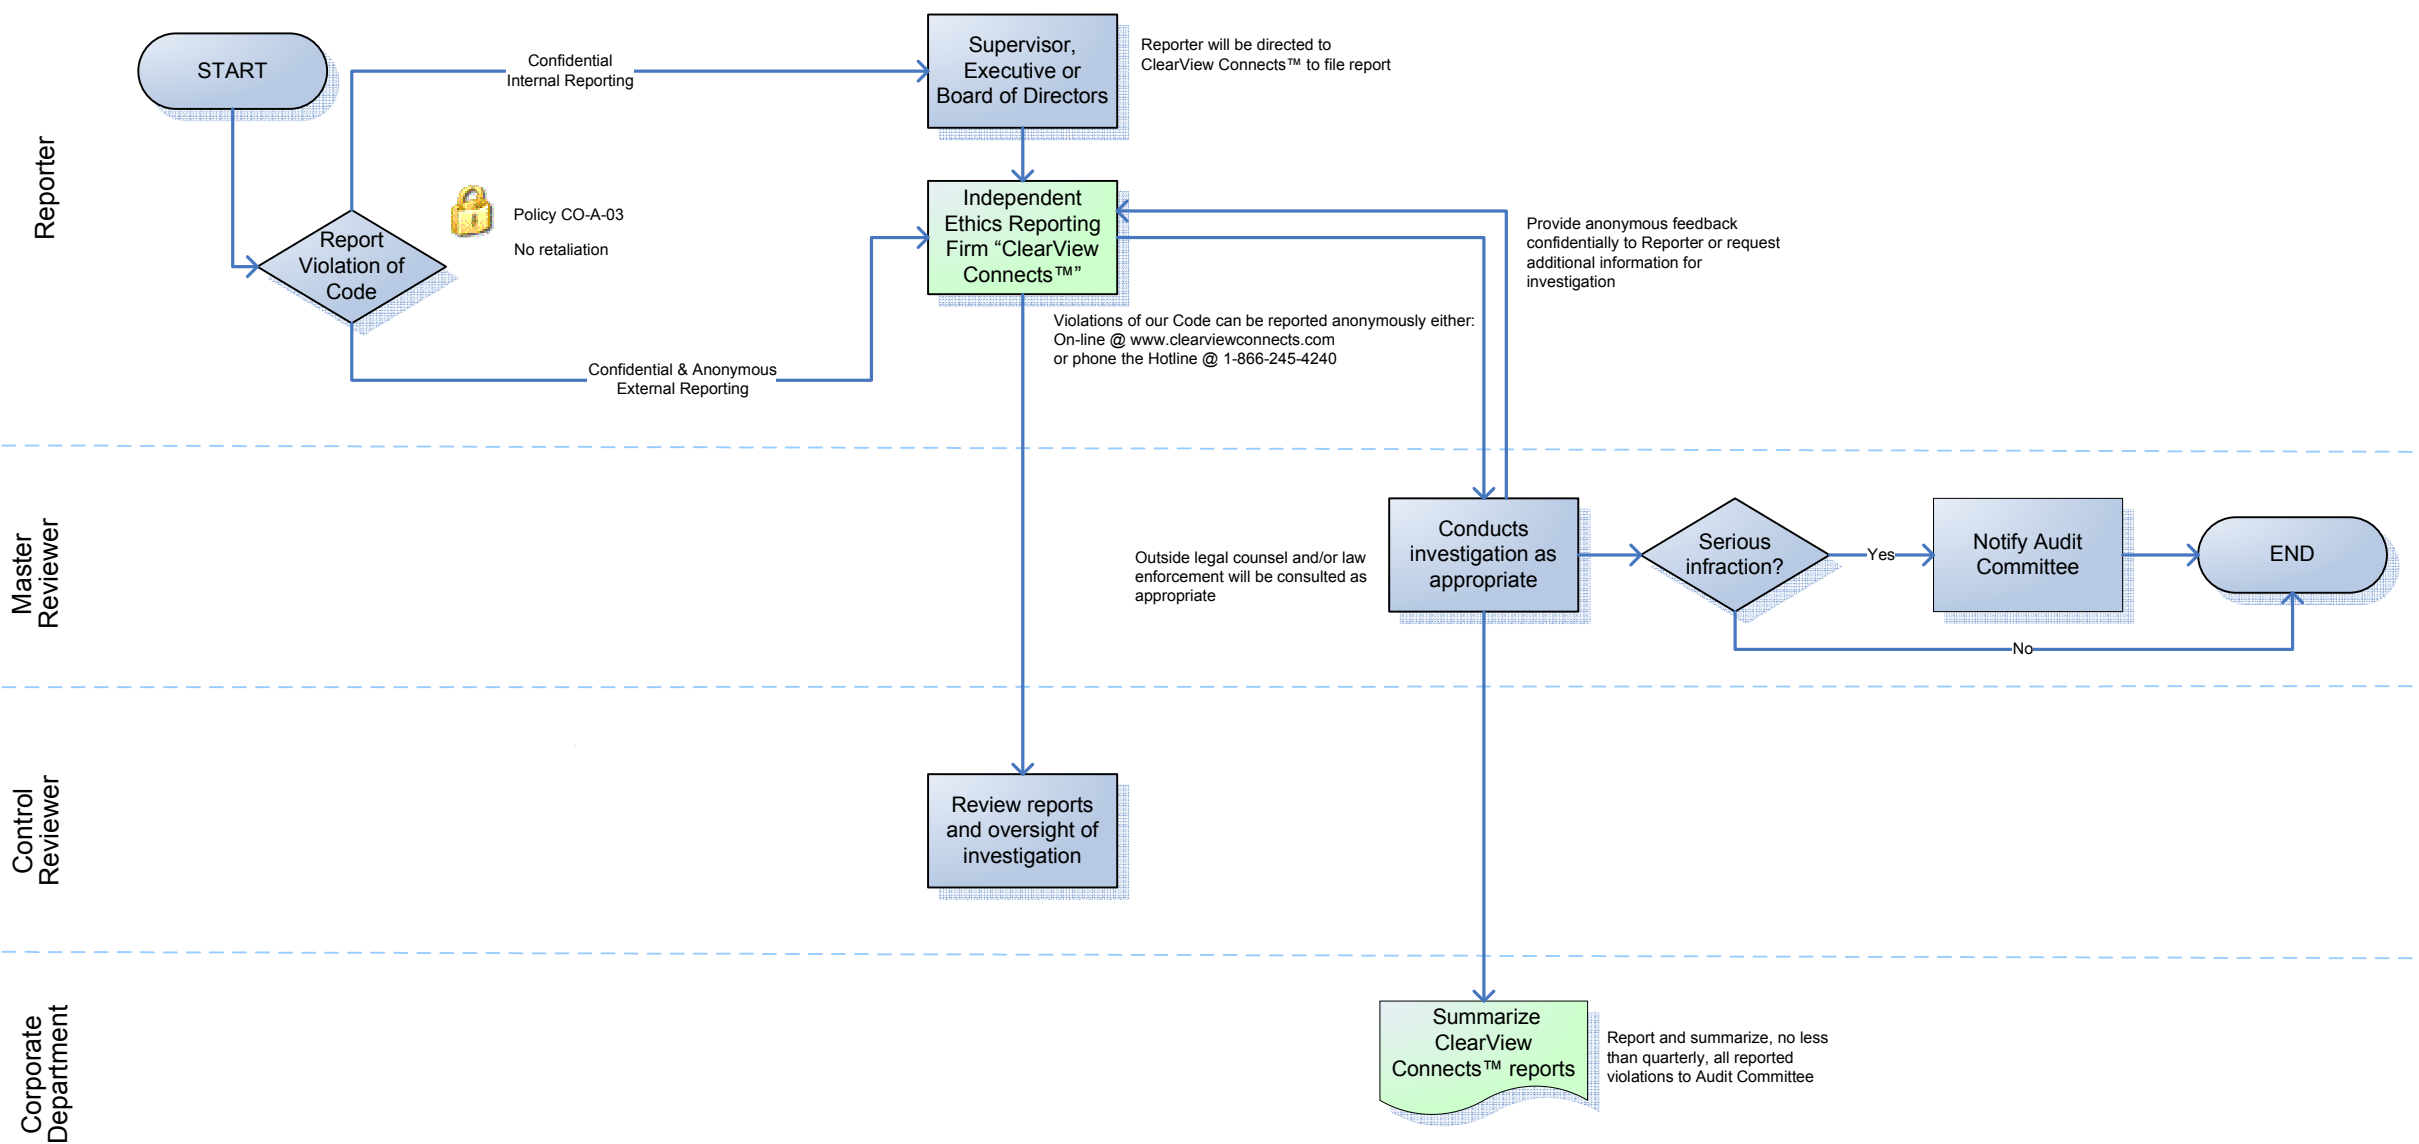 Reporter
START
Confidential
Internal Reporting
Supervisor,
Executive or
Board of Directors
Reporter will be directed to
ClearView Connects™ to file report
Report
Violation of
Code
Policy CO-A-03
No retaliation
Independent
Ethics Reporting
Firm “ClearView
Connects™”
Provide anonymous feedback
confidentially to Reporter or request
additional information for
investigation
Violations of our Code can be reported anonymously either:
On-line @ www.clearviewconnects.com
or phone the Hotline @ 1-866-245-4240
Confidential & Anonymous
External Reporting
Master
Reviewer
Outside legal counsel and/or law
enforcement will be consulted as
appropriate
Conducts
investigation as
appropriate
Serious
infraction?
Yes
Notify Audit
Committee
END
No
Control
Reviewer
Review reports
and oversight of
investigation
Corporate
Department
Summarize
ClearView
Connects™ reports
Report and summarize, no less
than quarterly, all reported
violations to Audit Committee